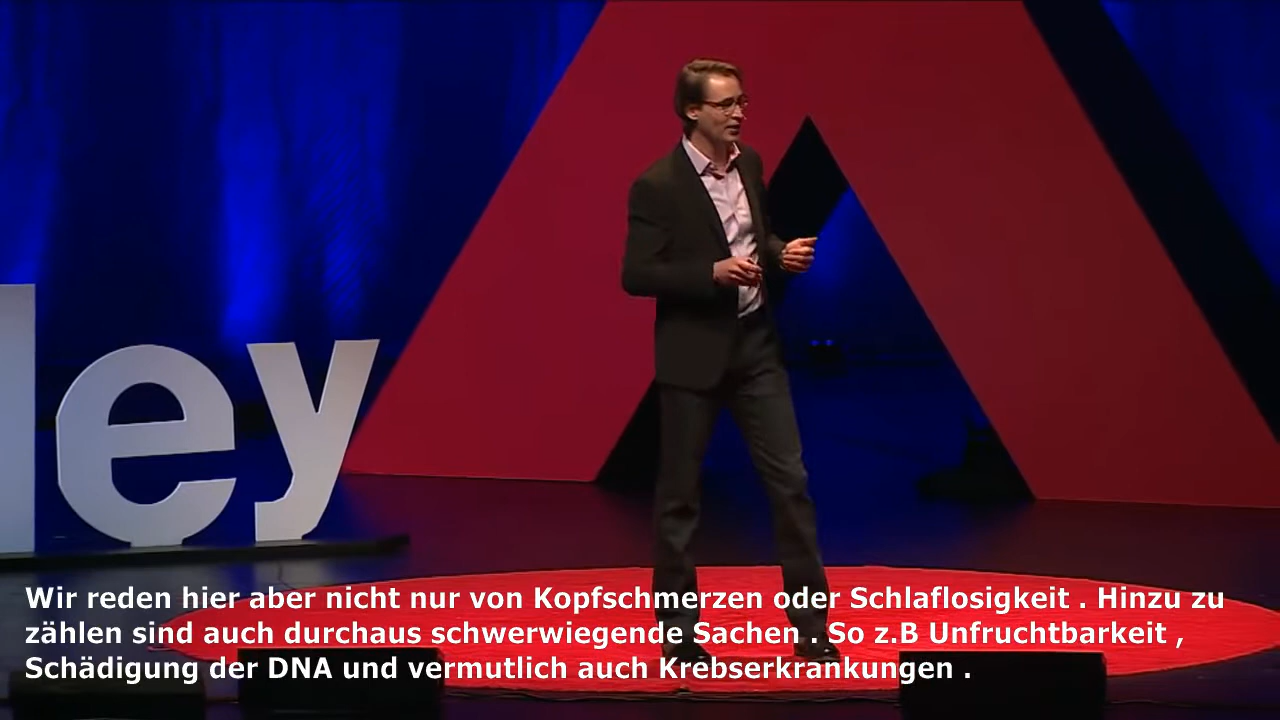 ley
Wir reden hier aber nicht nur von Kopfschmerzen oder Schlaflosigkeit . Hinzu zu
zählen sind auch durchaus schwerwiegende Sachen . So z.B Unfruchtbarkeit ,
Schädigung der DNA und vermutlich auch Krebserkrankungen .